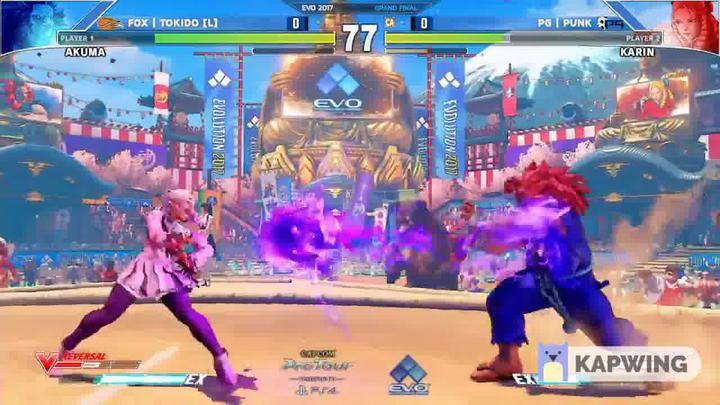 EVO 2017 GRAND FINAL
FOX | TOKIDO [L] 0 CA 0 PG | PUNK
PLAYER 1 77 PLAYER 2
AKUMA KARIN
EVO
EVOLUTION 2017
EVOLUTION 2017
V REVERSAL
EX
CAPCOM
Pro Tour
PS4
EVO
EX
KAPWING